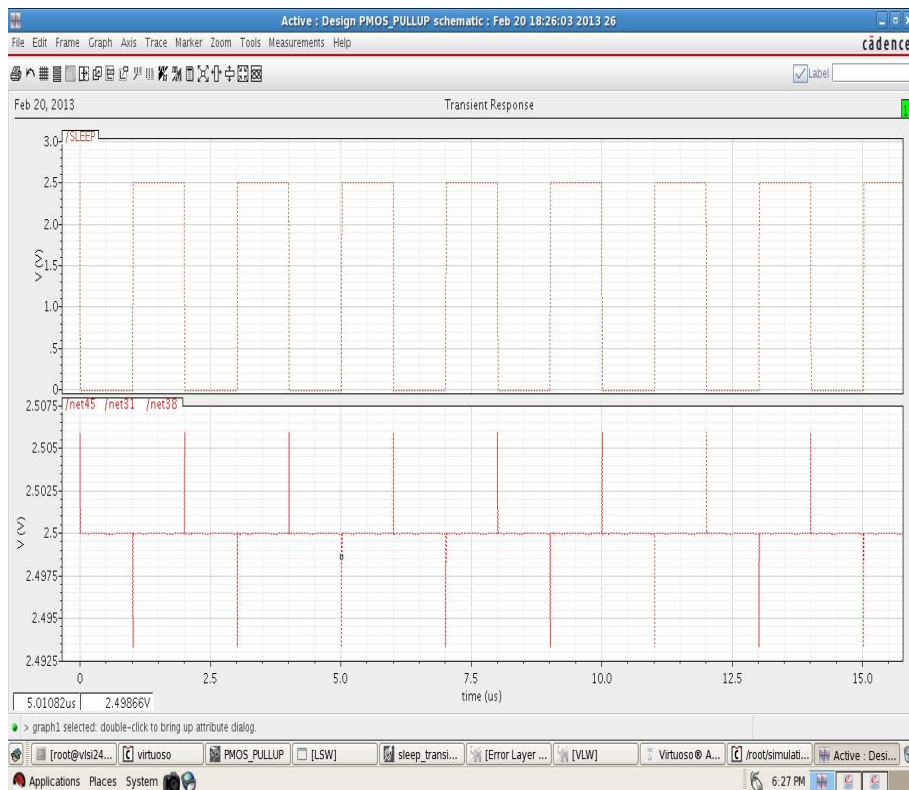 Active : Design PMOS_PULLUP schematic : Feb 20 18:26:03 2013 26
File Edit Frame Graph Axis Trace Marker Zoom Tools Measurements Help
cādence
Label
Feb 20, 2013
Transient Response
1
/SLEEP
3.0
2.5
2.0
1.5
1.0
.5
0
V (V)
/net45 /net31 /net38
2.5075
2.505
2.5025
2.5
2.4975
2.495
2.4925
V (V)
0 2.5 5.0 7.5 10.0 12.5 15.0
time (us)
5.01082us 2.49866V
> graph1 selected: double-click to bring up attribute dialog.
[root@vlsi24... virtuoso PMOS_PULLUP [LSW] sleep_transi... [Error Layer ... [VLW] Virtuoso® A... /root/simulati... Active : Desi...
Applications Places System 6:27 PM